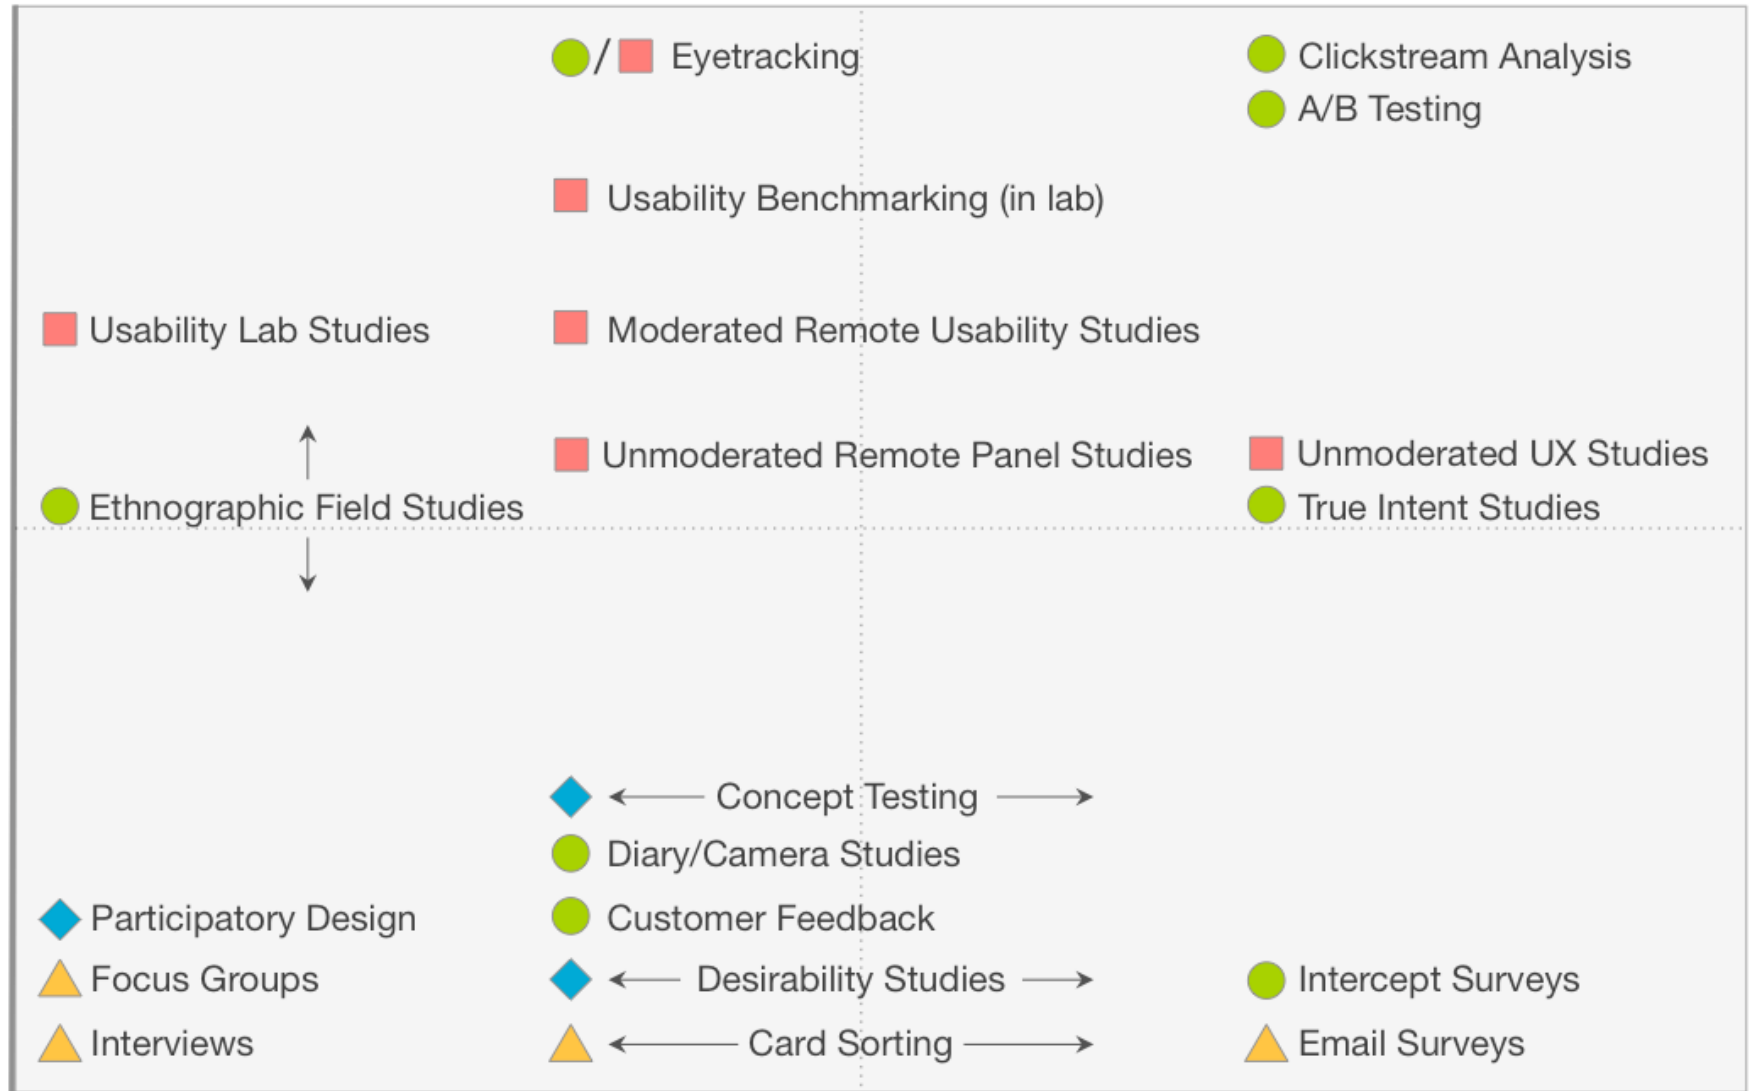 / Eyetracking
Clickstream Analysis
A/B Testing
Usability Benchmarking (in lab)
Usability Lab Studies
Moderated Remote Usability Studies
Unmoderated Remote Panel Studies
Unmoderated UX Studies
Ethnographic Field Studies
True Intent Studies
Concept Testing
Diary/Camera Studies
Participatory Design
Customer Feedback
Focus Groups
Desirability Studies
Intercept Surveys
Interviews
Card Sorting
Email Surveys